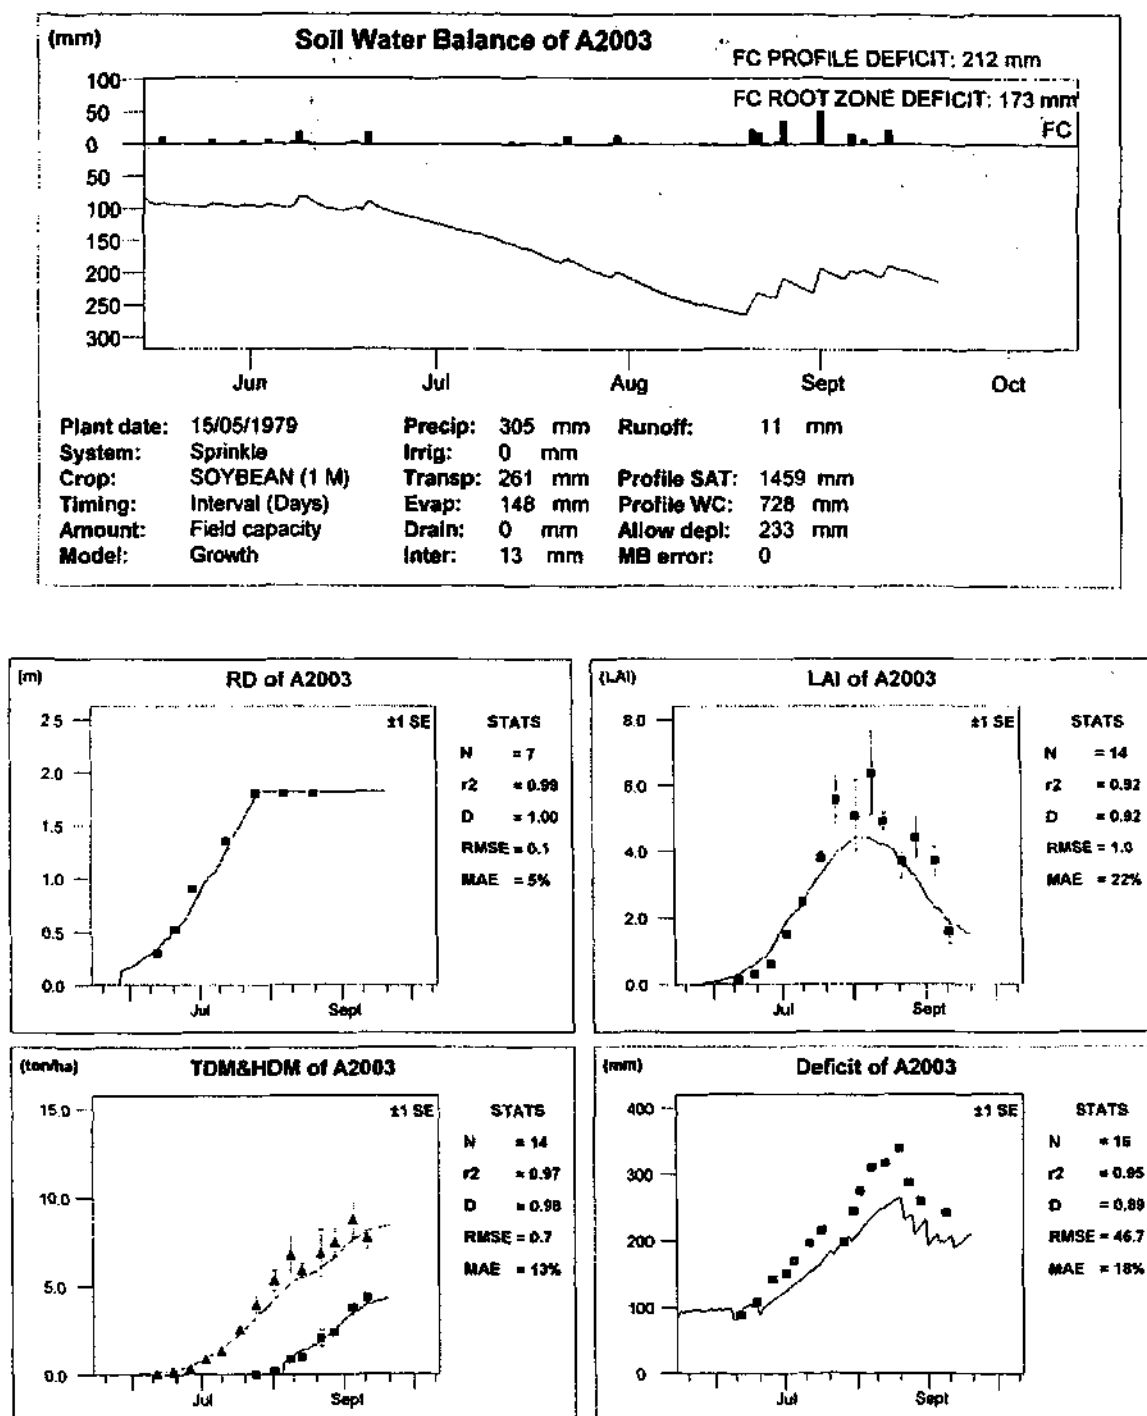 (mm) Soil Water Balance of A2003
FC PROFILE DEFICIT: 212 mm
FC ROOT ZONE DEFICIT: 173 mm
FC
100
50
0
50
100
150
200
250
300
Jun Jul Aug Sept Oct
Plant date: 15/05/1979 Precip: 305 mm Runoff: 11 mm
System: Sprinkle Irrig: 0 mm
Crop: SOYBEAN (1 M) Transp: 261 mm Profile SAT: 1459 mm
Timing: Interval (Days) Evap: 148 mm Profile WC: 728 mm
Amount: Field capacity Drain: 0 mm Allow depl: 233 mm
Model: Growth Inter: 13 mm MB error: 0
[m] RD of A2003
±1 SE STATS
2.5
2.0
1.5
1.0
0.5
0.0
N = 7
r2 = 0.99
D = 1.00
RMSE = 0.1
MAE = 5%
Jul Sept
(LAI) LAI of A2003
±1 SE STATS
8.0
6.0
4.0
2.0
0.0
N = 14
r2 = 0.92
D = 0.92
RMSE = 1.0
MAE = 22%
Jul Sept
(ton/ha) TDM&HDM of A2003
±1 SE STATS
15.0
10.0
5.0
0.0
N = 14
r2 = 0.97
D = 0.98
RMSE = 0.7
MAE = 13%
Jul Sept
(mm) Deficit of A2003
±1 SE STATS
400
300
200
100
0
N = 16
r2 = 0.95
D = 0.89
RMSE = 46.7
MAE = 18%
Jul Sept